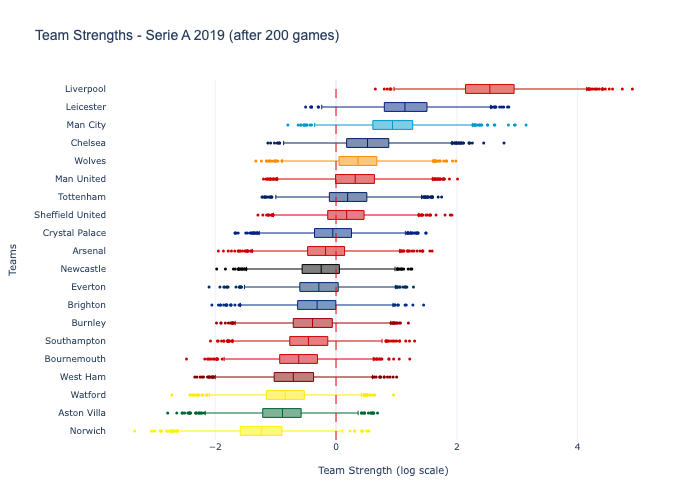 Team Strengths - Serie A 2019 (after 200 games)
Liverpool
Leicester
Man City
Chelsea
Wolves
Man United
Tottenham
Sheffield United
Crystal Palace
Arsenal
Newcastle
Everton
Brighton
Burnley
Southampton
Bournemouth
West Ham
Watford
Aston Villa
Norwich
Teams
−2 0 2 4
Team Strength (log scale)